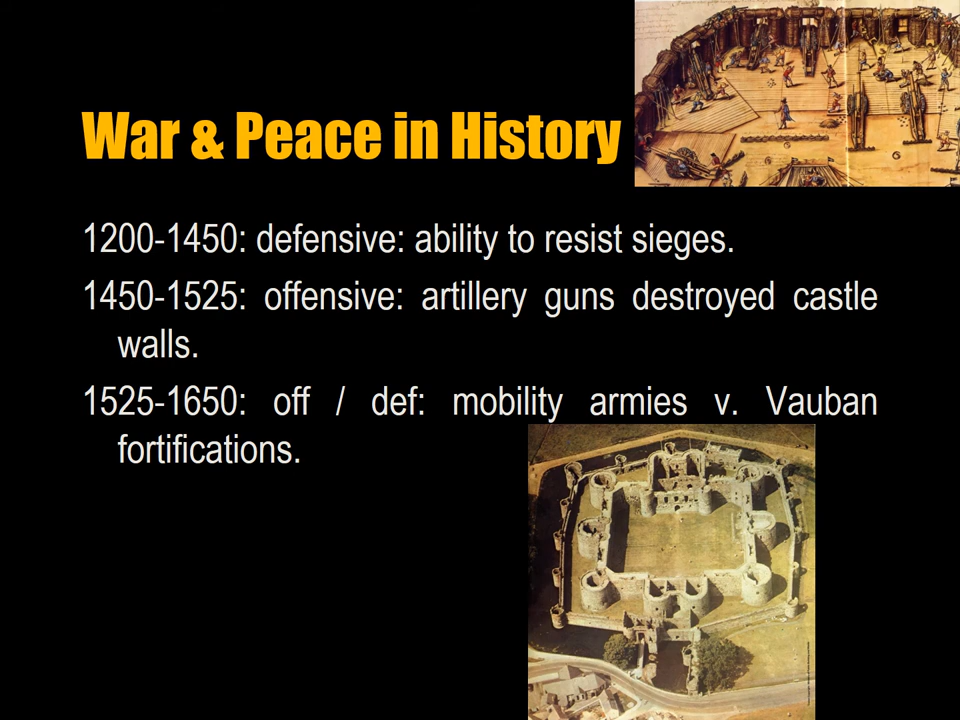 War & Peace in History
1200-1450: defensive: ability to resist sieges.
1450-1525: offensive: artillery guns destroyed castle
walls.
1525-1650: off / def: mobility armies v. Vauban
fortifications.